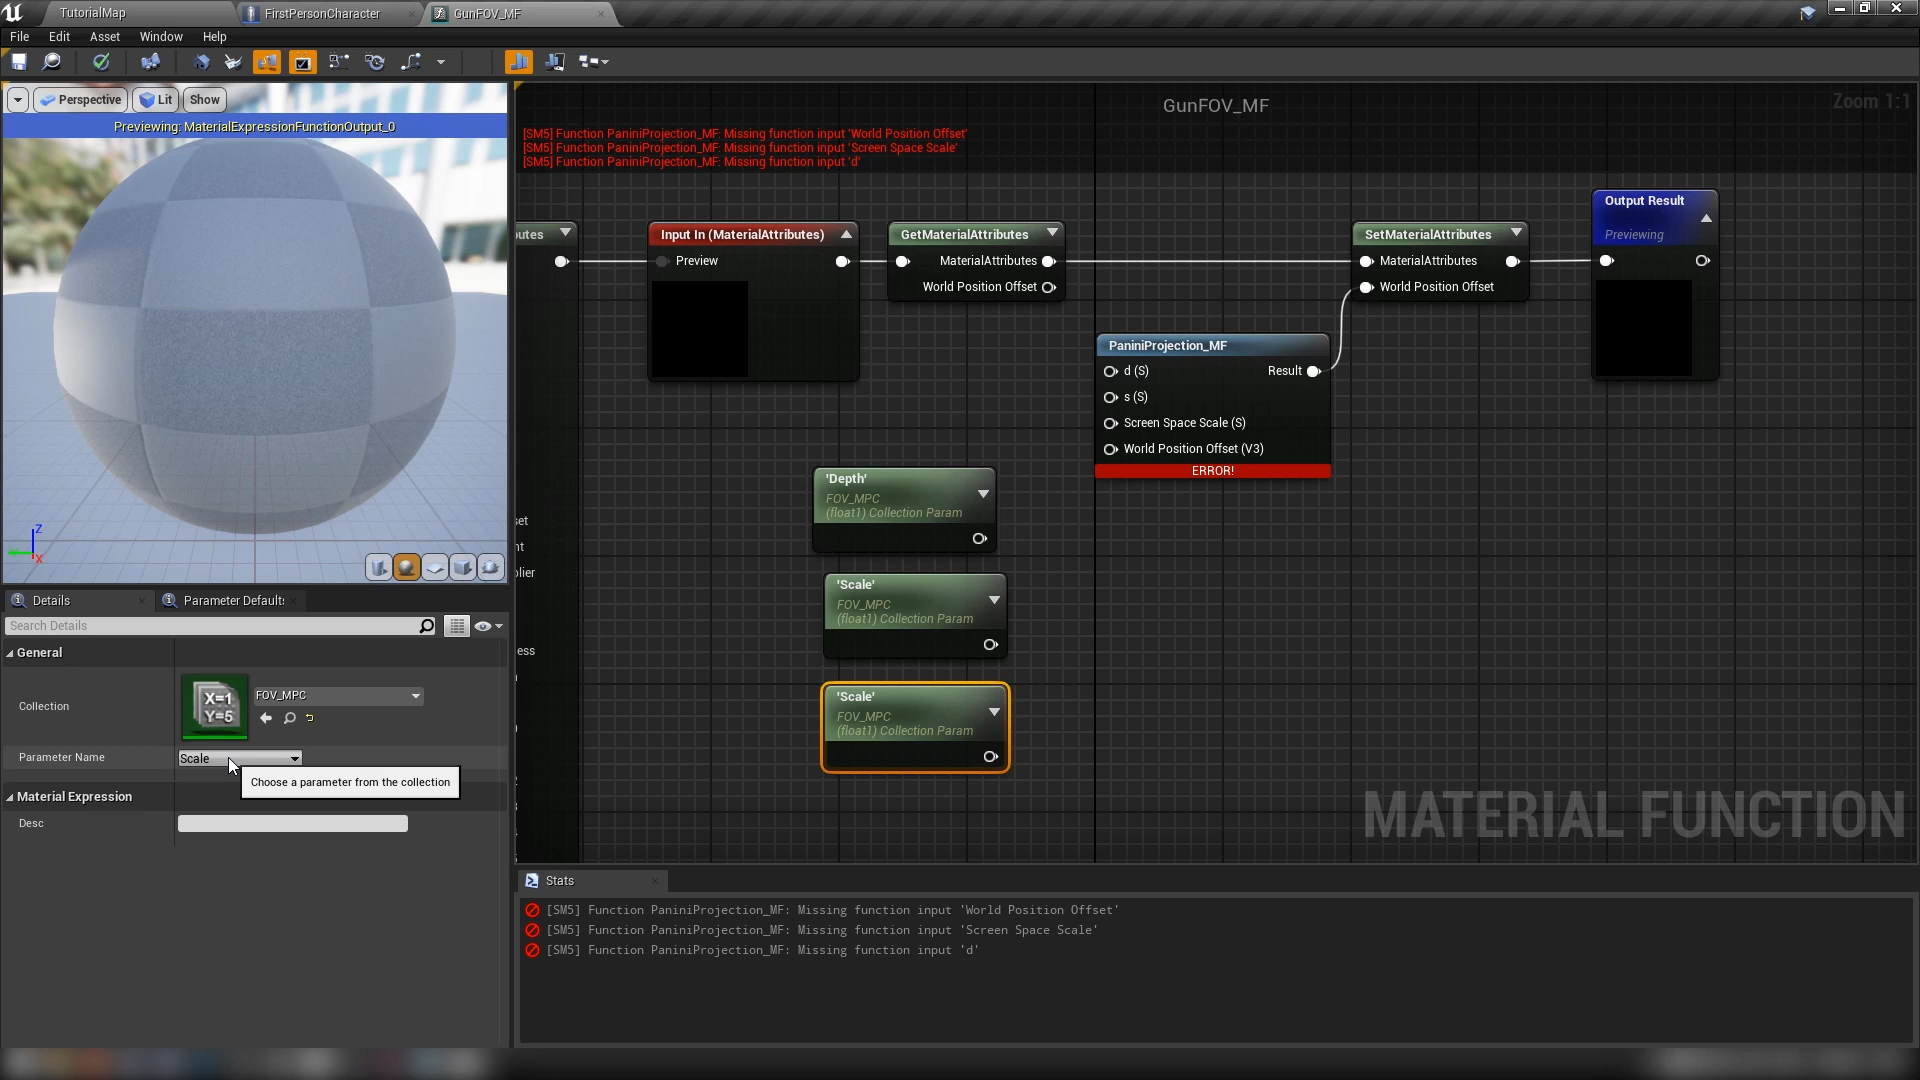 TutorialMap
FirstPersonCharacter
GunFOV_MF
File Edit Asset Window Help
Perspective Lit Show
Previewing: MaterialExpressionFunctionOutput_0
Z
X
GunFOV_MF
Zoom 1:1
[SM5] Function PaniniProjection_MF: Missing function input 'World Position Offset'
[SM5] Function PaniniProjection_MF: Missing function input 'Screen Space Scale'
[SM5] Function PaniniProjection_MF: Missing function input 'd'
utes
Input In (MaterialAttributes)
Preview
GetMaterialAttributes
MaterialAttributes
World Position Offset
SetMaterialAttributes
MaterialAttributes
World Position Offset
Output Result
Previewing
PaniniProjection_MF
d (S)
Result
s (S)
Screen Space Scale (S)
World Position Offset (V3)
ERROR!
'Depth'
FOV_MPC
(float1) Collection Param
'Scale'
FOV_MPC
(float1) Collection Param
'Scale'
FOV_MPC
(float1) Collection Param
set
nt
plier
ess
MATERIAL FUNCTION
Details
Parameter Defaults
Search Details
General
Collection
X=1
Y=5
FOV_MPC
Parameter Name
Scale
Choose a parameter from the collection
Material Expression
Desc
Stats
[SM5] Function PaniniProjection_MF: Missing function input 'World Position Offset'
[SM5] Function PaniniProjection_MF: Missing function input 'Screen Space Scale'
[SM5] Function PaniniProjection_MF: Missing function input 'd'